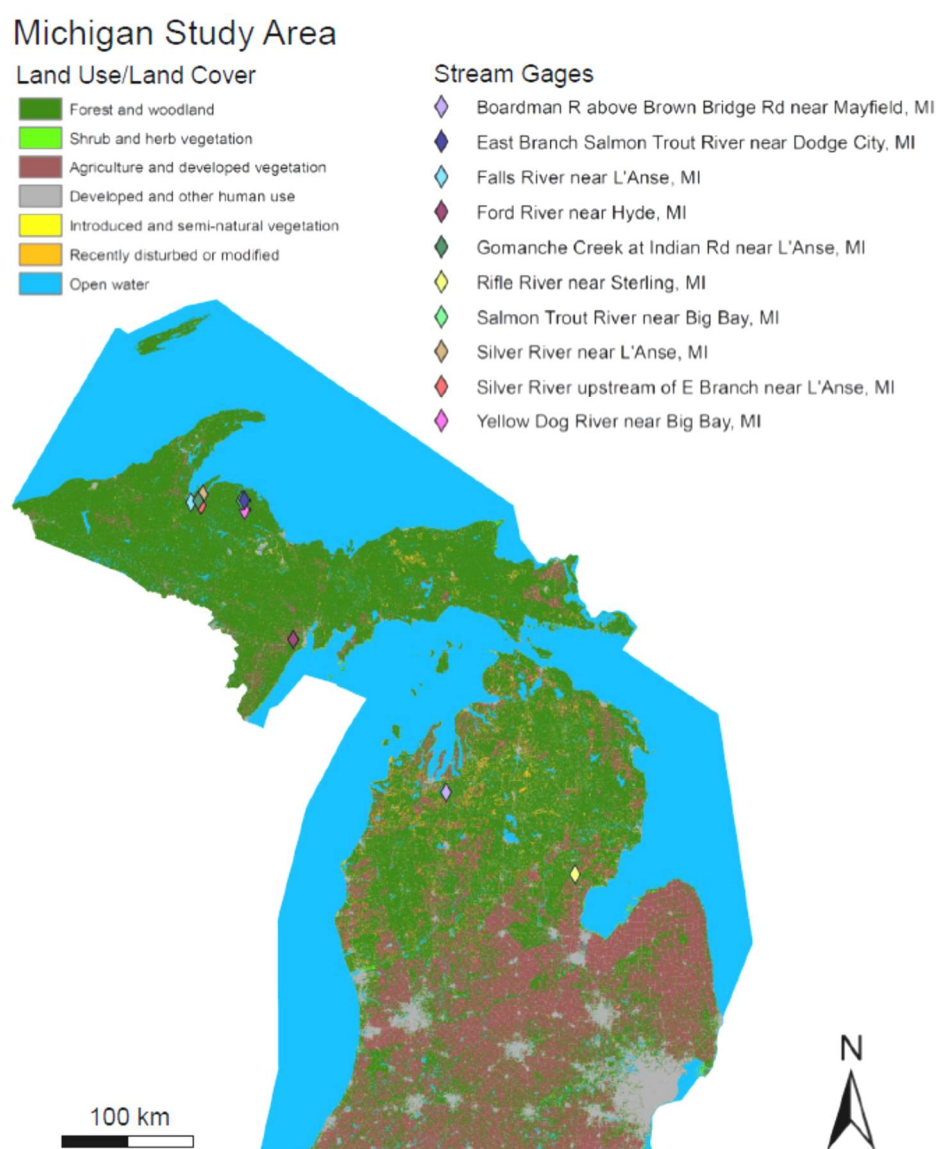 Michigan Study Area
Land Use/Land Cover
Forest and woodland
Shrub and herb vegetation
Agriculture and developed vegetation
Developed and other human use
Introduced and semi-natural vegetation
Recently disturbed or modified
Open water
Stream Gages
Boardman R above Brown Bridge Rd near Mayfield, MI
East Branch Salmon Trout River near Dodge City, MI
Falls River near L'Anse, MI
Ford River near Hyde, MI
Gomanche Creek at Indian Rd near L'Anse, MI
Rifle River near Sterling, MI
Salmon Trout River near Big Bay, MI
Silver River near L'Anse, MI
Silver River upstream of E Branch near L'Anse, MI
Yellow Dog River near Big Bay, MI
N
100 km